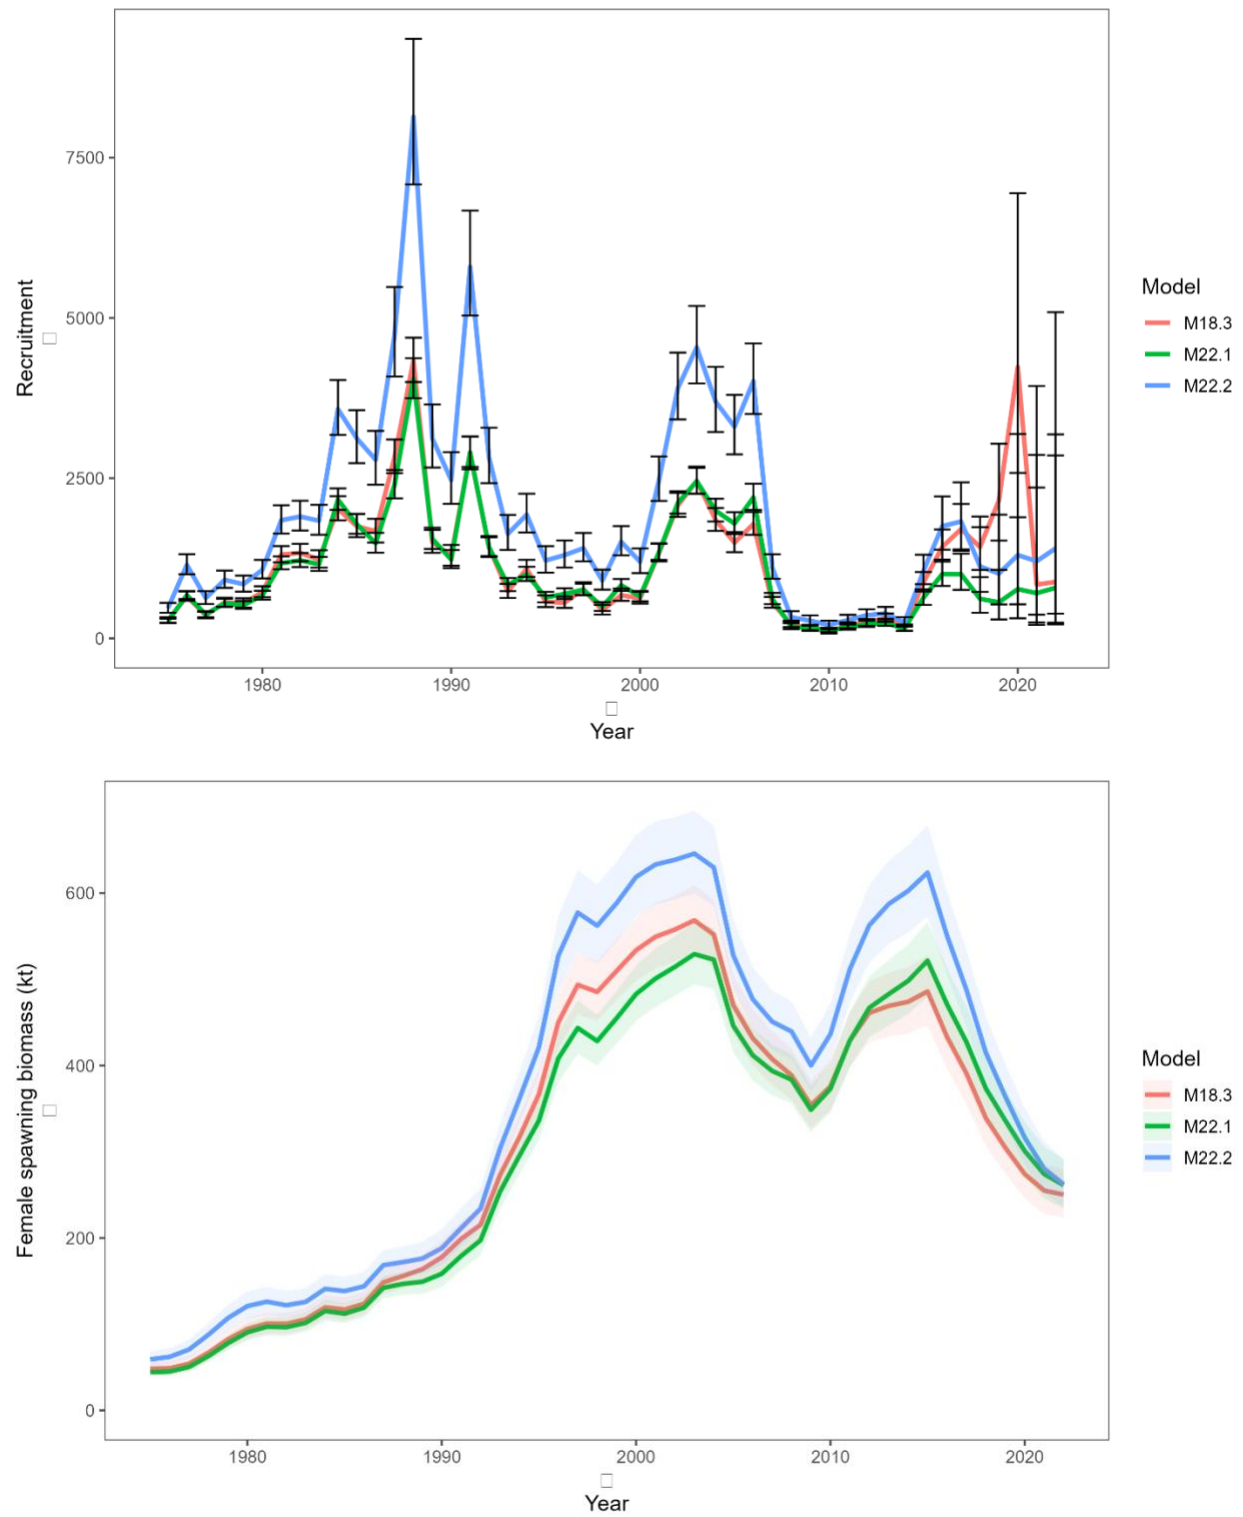 7500
5000
2500
0
Recruitment
1980 1990 2000 2010 2020
Year
Model
M18.3
M22.1
M22.2
600
400
200
0
Female spawning biomass (kt)
1980 1990 2000 2010 2020
Year
Model
M18.3
M22.1
M22.2